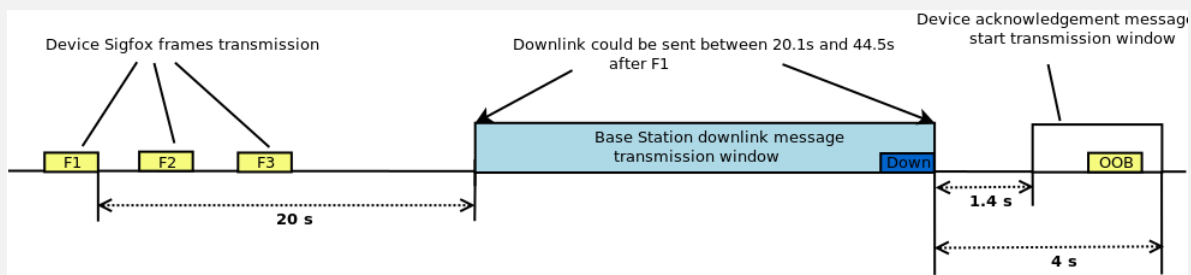 Device acknowledgement message
start transmission window
Device Sigfox frames transmission
Downlink could be sent between 20.1s and 44.5s
after F1
Base Station downlink message
transmission window
F1
F2
F3
Down
OOB
1.4 s
20 s
4 s